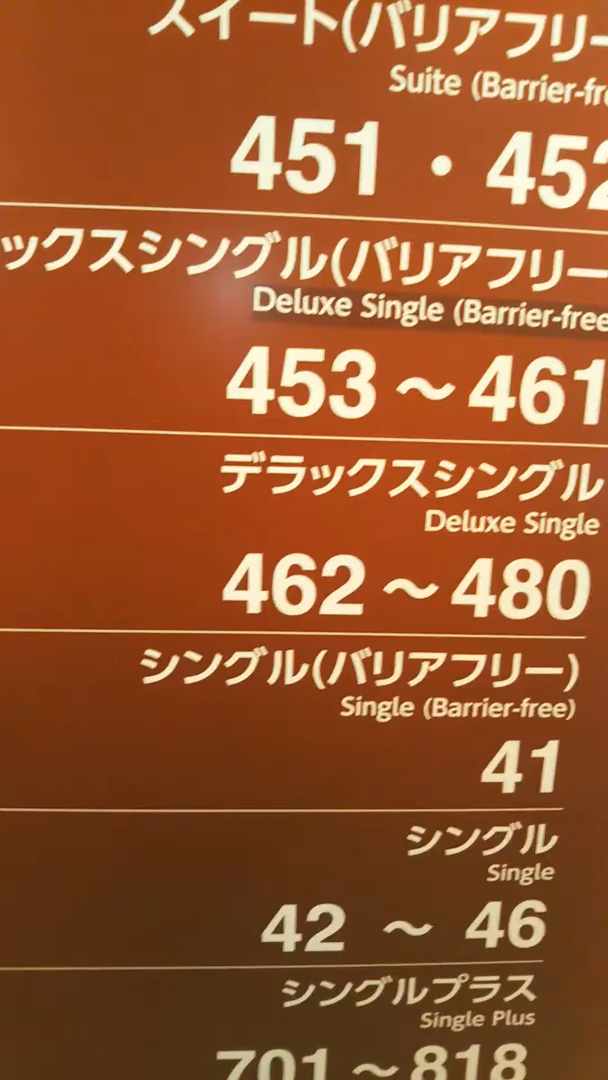 スイート(バリアフリー
Suite (Barrier-fre
451・452
ックスシングル(バリアフリー
Deluxe Single (Barrier-free
453～461
デラックスシングル
Deluxe Single
462～480
シングル(バリアフリー)
Single (Barrier-free)
41
シングル
Single
42 ～ 46
シングルプラス
Single Plus
701～818